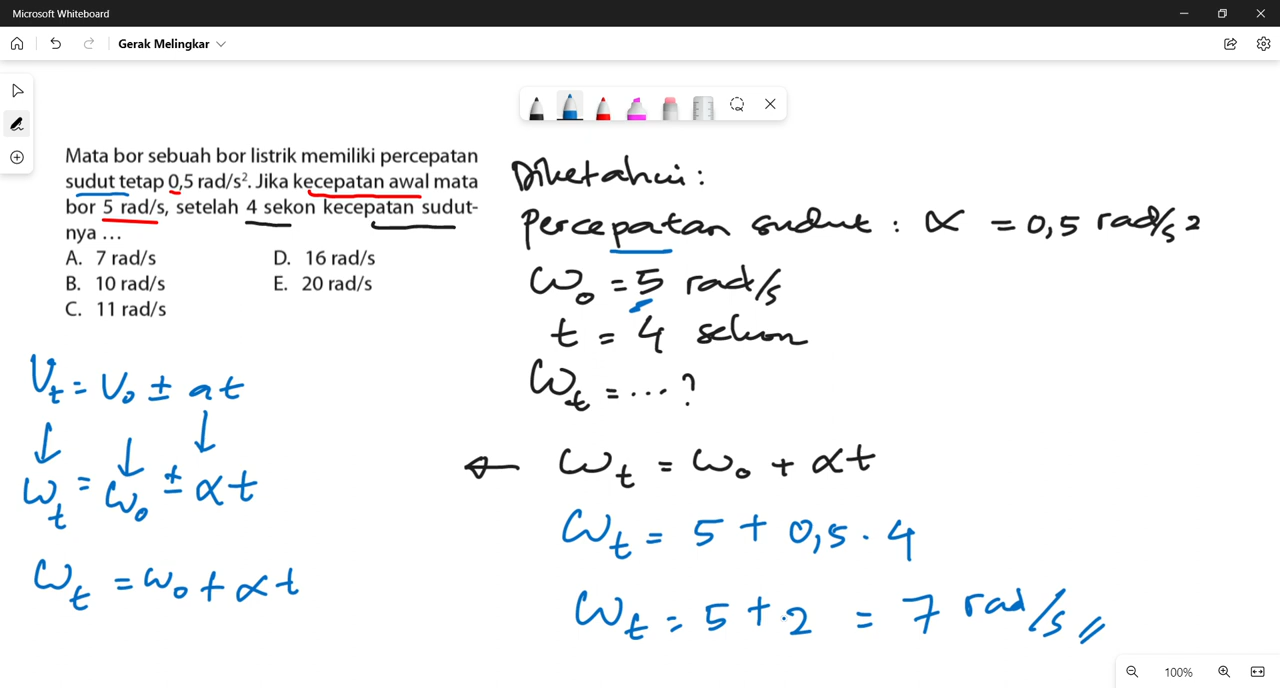 Microsoft Whiteboard
Gerak Melingkar
Mata bor sebuah bor listrik memiliki percepatan
sudut tetap 0,5 rad/s². Jika kecepatan awal mata
bor 5 rad/s, setelah 4 sekon kecepatan sudut-
nya ...
A. 7 rad/s
B. 10 rad/s
C. 11 rad/s
D. 16 rad/s
E. 20 rad/s
Vt = V₀ ± at
ωt = ω₀ ± αt
ωt = ω₀ + αt
Diketahui :
Percepatan sudut : α = 0,5 rad/s2
ω₀ = 5 rad/s
t = 4 sekon
ωt = ... ?
← ωt = ω₀ + αt
ωt = 5 + 0,5 . 4
ωt = 5 + 2 = 7 rad/s //
100%